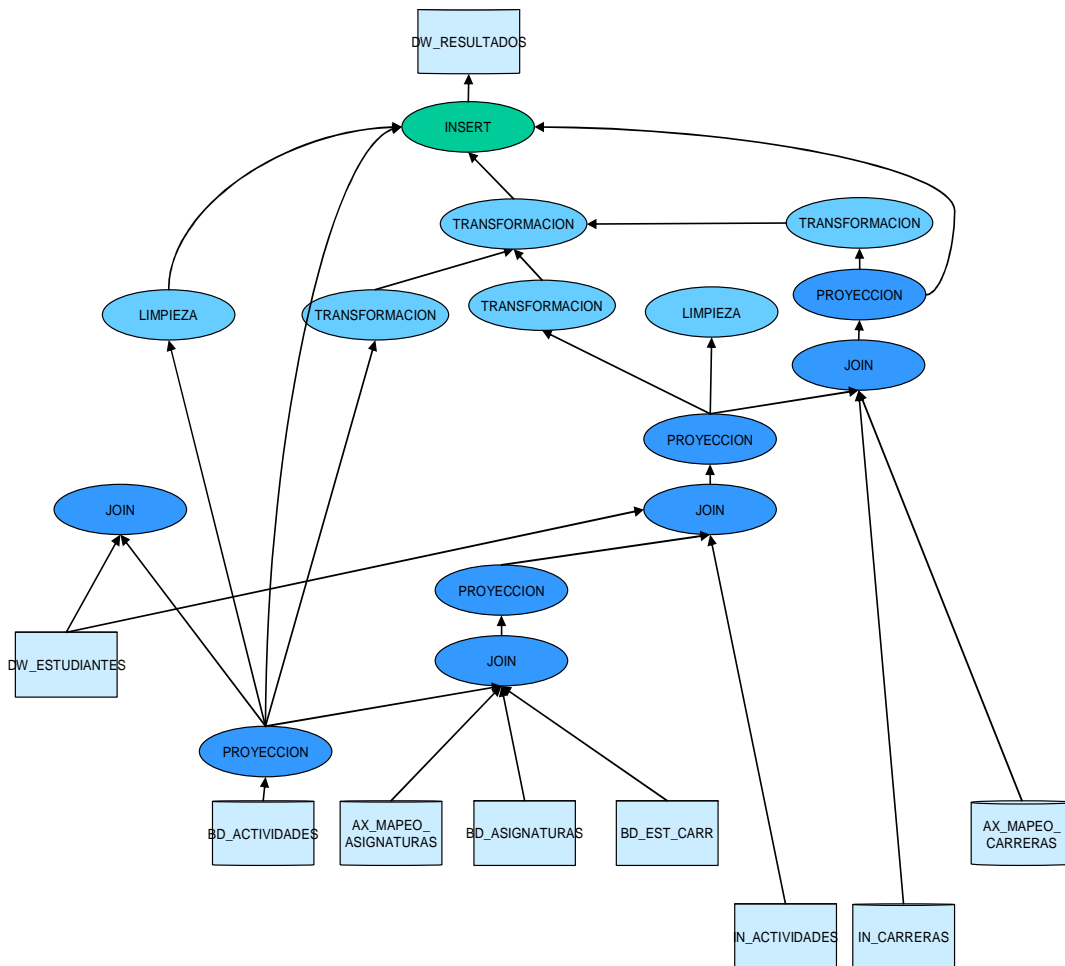 DW_RESULTADOS
INSERT
TRANSFORMACION
TRANSFORMACION
PROYECCION
LIMPIEZA
TRANSFORMACION
TRANSFORMACION
LIMPIEZA
JOIN
PROYECCION
JOIN
JOIN
PROYECCION
DW_ESTUDIANTES
JOIN
PROYECCION
BD_ACTIVIDADES
AX_MAPEO_
ASIGNATURAS
BD_ASIGNATURAS
BD_EST_CARR
AX_MAPEO_
CARRERAS
IN_ACTIVIDADES
IN_CARRERAS